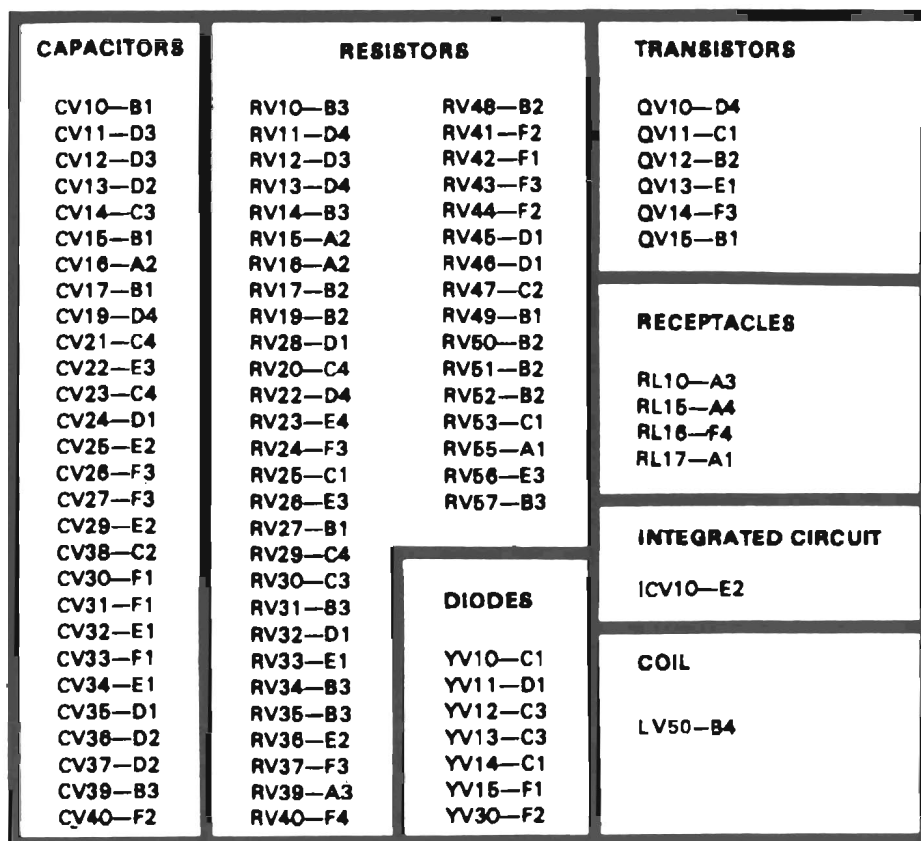 CAPACITORS
CV10—B1
CV11—D3
CV12—D3
CV13—D2
CV14—C3
CV15—B1
CV16—A2
CV17—B1
CV19—D4
CV21—C4
CV22—E3
CV23—C4
CV24—D1
CV25—E2
CV26—F3
CV27—F3
CV29—E2
CV38—C2
CV30—F1
CV31—F1
CV32—E1
CV33—F1
CV34—E1
CV35—D1
CV36—D2
CV37—D2
CV39—B3
CV40—F2
RESISTORS
RV10—B3
RV11—D4
RV12—D3
RV13—D4
RV14—B3
RV15—A2
RV16—A2
RV17—B2
RV19—B2
RV28—D1
RV20—C4
RV22—D4
RV23—E4
RV24—F3
RV25—C1
RV26—E3
RV27—B1
RV29—C4
RV30—C3
RV31—B3
RV32—D1
RV33—E1
RV34—B3
RV35—B3
RV36—E2
RV37—F3
RV39—A3
RV40—F4
RV48—B2
RV41—F2
RV42—F1
RV43—F3
RV44—F2
RV45—D1
RV46—D1
RV47—C2
RV49—B1
RV50—B2
RV51—B2
RV52—B2
RV53—C1
RV55—A1
RV56—E3
RV57—B3
DIODES
YV10—C1
YV11—D1
YV12—C3
YV13—C3
YV14—C1
YV15—F1
YV30—F2
TRANSISTORS
QV10—D4
QV11—C1
QV12—B2
QV13—E1
QV14—F3
QV15—B1
RECEPTACLES
RL10—A3
RL15—A4
RL16—F4
RL17—A1
INTEGRATED CIRCUIT
ICV10—E2
COIL
LV50—B4